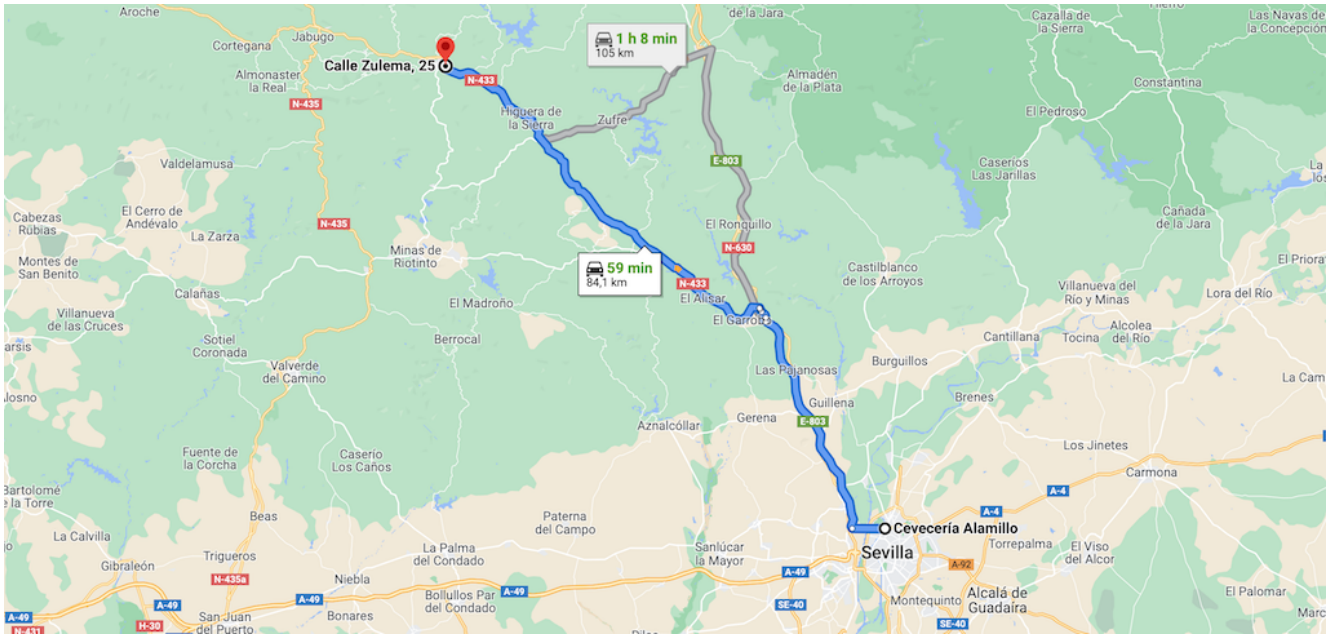 Aroche
de la Jara
Cazalla de
la Sierra
Las Navas de
la Concepción
Cortegana
Jabugo
1 h 8 min
105 km
Calle Zulema, 25
N-433
Almonaster
la Real
N-435
Almadén
de la Plata
Constantina
Higuera de
la Sierra
Zufre
El Pedroso
Valdelamusa
E-803
Caserios
Las Jarillas
Cabezas
Rúbias
El Cerro de
Andévalo
La Zarza
N-435
El Ronquillo
Cañada
de la Jara
Montes de
San Benito
Minas de
Riotinto
N-630
59 min
84,1 km
N-433
Castilblanco
de los Arroyos
El Priorat
Calañas
El Madroño
El Alisar
Villanueva del
Río y Minas
Lora del Río
Villanueva
de las Cruces
El Garrobo
Sotiel
Coronada
Berrocal
Cantillana
Tocina
Alcolea
del Río
Valverde
del Camino
Las Pajanosas
Burguillos
La Cam
Guillena
Brenes
Aznalcóllar
Gerena
E-803
Los Jinetes
Fuente de
la Corcha
Caserio
Los Caños
Carmona
Bartolomé
e la Torre
A-4
Beas
Paterna
del Campo
A-4
Cevecería Alamillo
La Calvilla
Trigueros
La Palma
del Condado
Sanlúcar
la Mayor
Sevilla
Torrepalma
El Viso
del Alcor
Gibraleón
N-435a
Niebla
A-49
A-92
A-49
A-49
A-49
Bollullos Par
del Condado
A-49
SE-40
Montequinto
Alcalá de
Guadaíra
El Palomar
San Juan
del Puerto
Bonares
N-431
H-30
SE-40
Marc